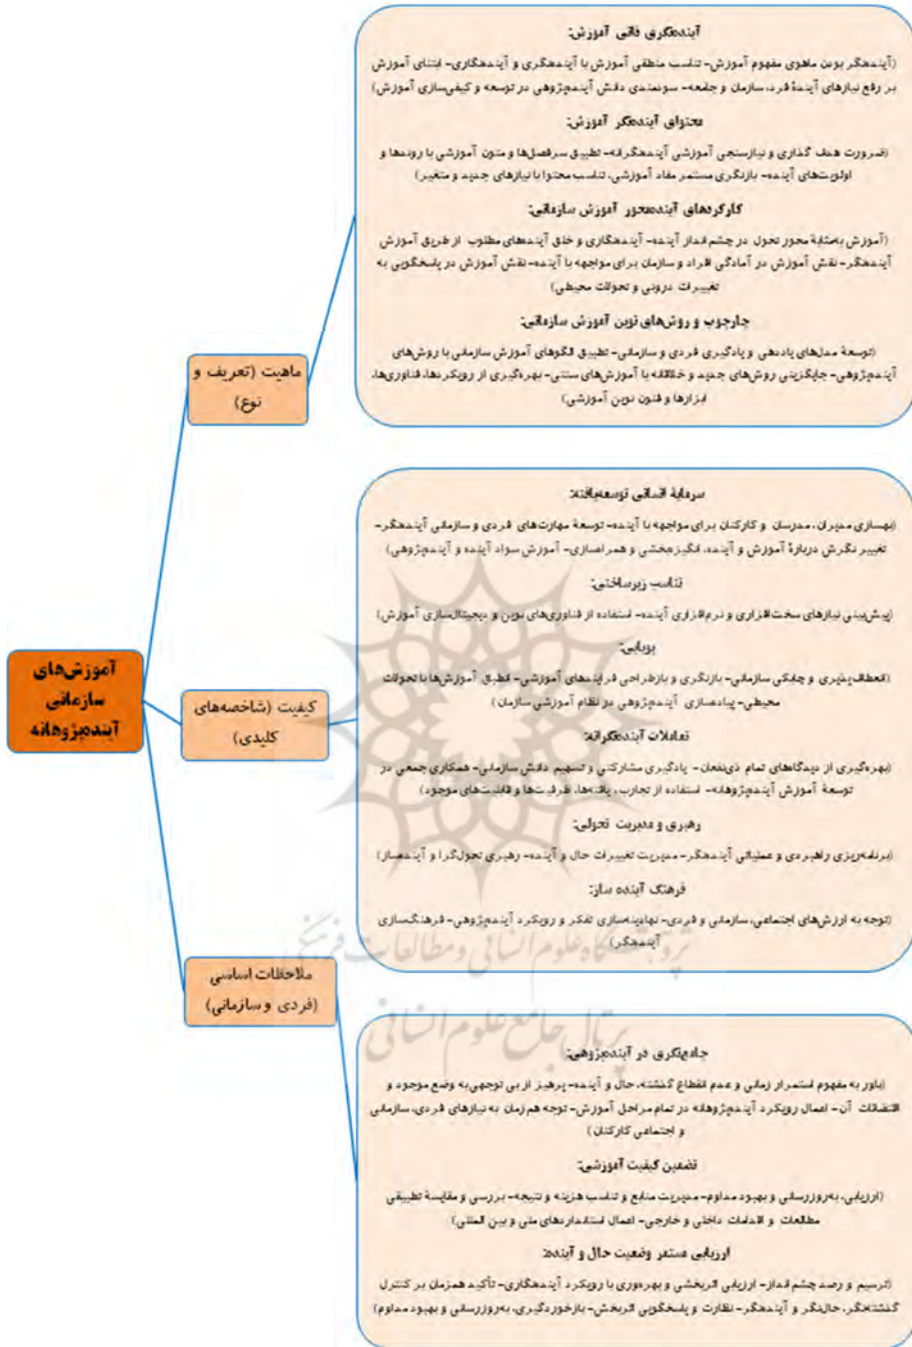 آینده‌نگری ذاتی آموزش:
(آینده‌نگر بودن ماهوی مفهوم آموزش- تناسب منطقی آموزش با آینده‌نگری و آینده‌نگاری- ابتنای آموزش
بر رفع نیازهای آیندۀ فرد، سازمان و جامعه- سودمندی دانش آینده‌پژوهی در توسعه و کیفی‌سازی آموزش)
محتوای آینده‌نگر آموزش:
(ضرورت هدف گذاری و نیازسنجی آموزشی آینده‌نگرانه- تطبیق سرفصل‌ها و متون آموزشی با روندها و
اولویت‌های آینده- بازنگری مستمر مفاد آموزشی، تناسب محتوا با نیازهای جدید و متغیر)
کارکردهای آینده‌محور آموزش سازمانی:
(آموزش به‌مثابۀ محور تحول در چشم‌انداز آینده- آینده‌نگاری و خلق آینده‌های مطلوب از طریق آموزش
آینده‌نگر- نقش آموزش در آمادگی افراد و سازمان برای مواجهه با آینده- نقش آموزش در پاسخگویی به
تغییرات درونی و تحولات محیطی)
چارچوب و روش‌های نوین آموزش سازمانی:
(توسعۀ مدل‌های یاددهی و یادگیری فردی و سازمانی- تطبیق الگوهای آموزش سازمانی با روش‌های
آینده‌پژوهی- جایگزینی روش‌های جدید و خلاقانه با آموزش‌های سنتی- بهره‌گیری از رویکردها، فناوری‌ها،
ابزارها و فنون نوین آموزشی)
ماهیت (تعریف و
نوع)
سرمایۀ انسانی توسعه‌یافته:
(بهسازی مدیران، مدرسان و کارکنان برای مواجهه با آینده- توسعۀ مهارت‌های فردی و سازمانی آینده‌نگر-
تغییر نگرش دربارۀ آموزش و آینده، انگیزه‌بخشی و همراه‌سازی- آموزش سواد آینده و آینده‌پژوهی)
تناسب زیرساختی:
(پیش‌بینی نیازهای سخت‌افزاری و نرم‌افزاری آینده- استفاده از فناوری‌های نوین و دیجیتال‌سازی آموزش)
پویایی:
(انعطاف‌پذیری و چابکی سازمانی- بازنگری و بازطراحی فرایندهای آموزشی- انطباق آموزش‌ها با تحولات
محیطی- پیاده‌سازی آینده‌پژوهی در نظام آموزشی سازمان)
تعاملات آینده‌نگرانه:
(بهره‌گیری از دیدگاه‌های تمام ذی‌نفعان- یادگیری مشارکتی و تسهیم دانش سازمانی- همکاری جمعی در
توسعۀ آموزش آینده‌پژوهانه- استفاده از تجارب، یافته‌ها، ظرفیت‌ها و قابلیت‌های موجود)
رهبری و مدیریت تحولی:
(برنامه‌ریزی راهبردی و عملیاتی آینده‌نگر- مدیریت تغییرات حال و آینده- رهبری تحول‌گرا و آینده‌ساز)
فرهنگ آینده ساز:
(توجه به ارزش‌های اجتماعی، سازمانی و فردی- نهادینه‌سازی تفکر و رویکرد آینده‌پژوهی- فرهنگ‌سازی
آینده‌نگر)
کیفیت (شاخصه‌های
کلیدی)
آموزش‌های
سازمانی
آینده‌پژوهانه
پژوهشگاه علوم انسانی و مطالعات فرهنگی
پرتال جامع علوم انسانی
ملاحظات اساسی
(فردی و سازمانی)
جامع‌نگری در آینده‌پژوهی:
(باور به مفهوم استمرار زمانی و عدم انقطاع گذشته، حال و آینده- پرهیز از بی توجهی به وضع موجود و
اقتضائات آن- اعمال رویکرد آینده‌پژوهانه در تمام مراحل آموزش- توجه هم‌زمان به نیازهای فردی، سازمانی
و اجتماعی کارکنان)
تضمین کیفیت آموزشی:
(ارزیابی، به‌روزرسانی و بهبود مداوم- مدیریت منابع و تناسب هزینه و نتیجه- بررسی و مقایسۀ تطبیقی
مطالعات و اقدامات داخلی و خارجی- اعمال استانداردهای ملی و بین المللی)
ارزیابی مستمر وضعیت حال و آینده:
(ترسیم و رصد چشم انداز- ارزیابی اثربخشی و بهره‌وری با رویکرد آینده‌نگاری- تأکید همزمان بر کنترل
گذشته‌نگر، حال‌نگر و آینده‌نگر- نظارت و پاسخگویی اثربخش- بازخوردگیری، به‌روزرسانی و بهبود مداوم)